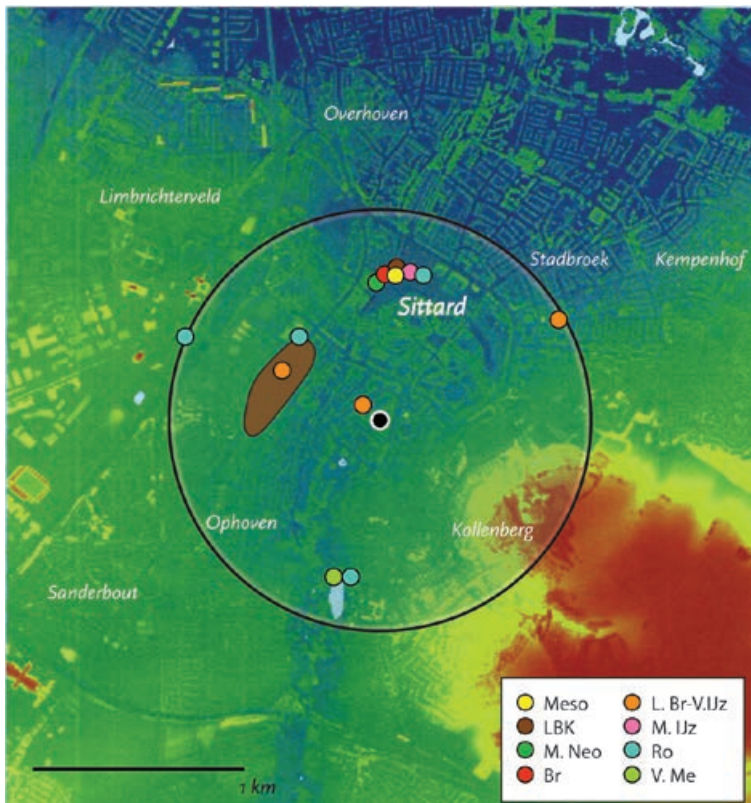 Overhoven
Limbrichterveld
Stadbroek
Kempenhof
Sittard
Ophoven
Kollenberg
Sanderbout
1 km
Meso
LBK
M. Neo
Br
L. Br-V.IJz
M. IJz
Ro
V. Me